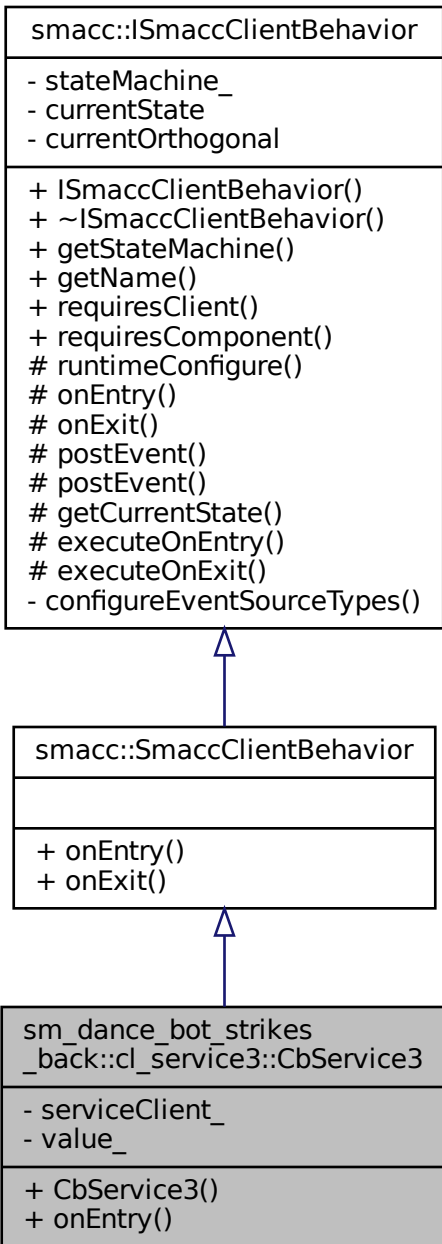 smacc::ISmaccClientBehavior
- stateMachine_
- currentState
- currentOrthogonal
+ ISmaccClientBehavior()
+ ~ISmaccClientBehavior()
+ getStateMachine()
+ getName()
+ requiresClient()
+ requiresComponent()
# runtimeConfigure()
# onEntry()
# onExit()
# postEvent()
# postEvent()
# getCurrentState()
# executeOnEntry()
# executeOnExit()
- configureEventSourceTypes()
smacc::SmaccClientBehavior
+ onEntry()
+ onExit()
sm_dance_bot_strikes
_back::cl_service3::CbService3
- serviceClient_
- value_
+ CbService3()
+ onEntry()